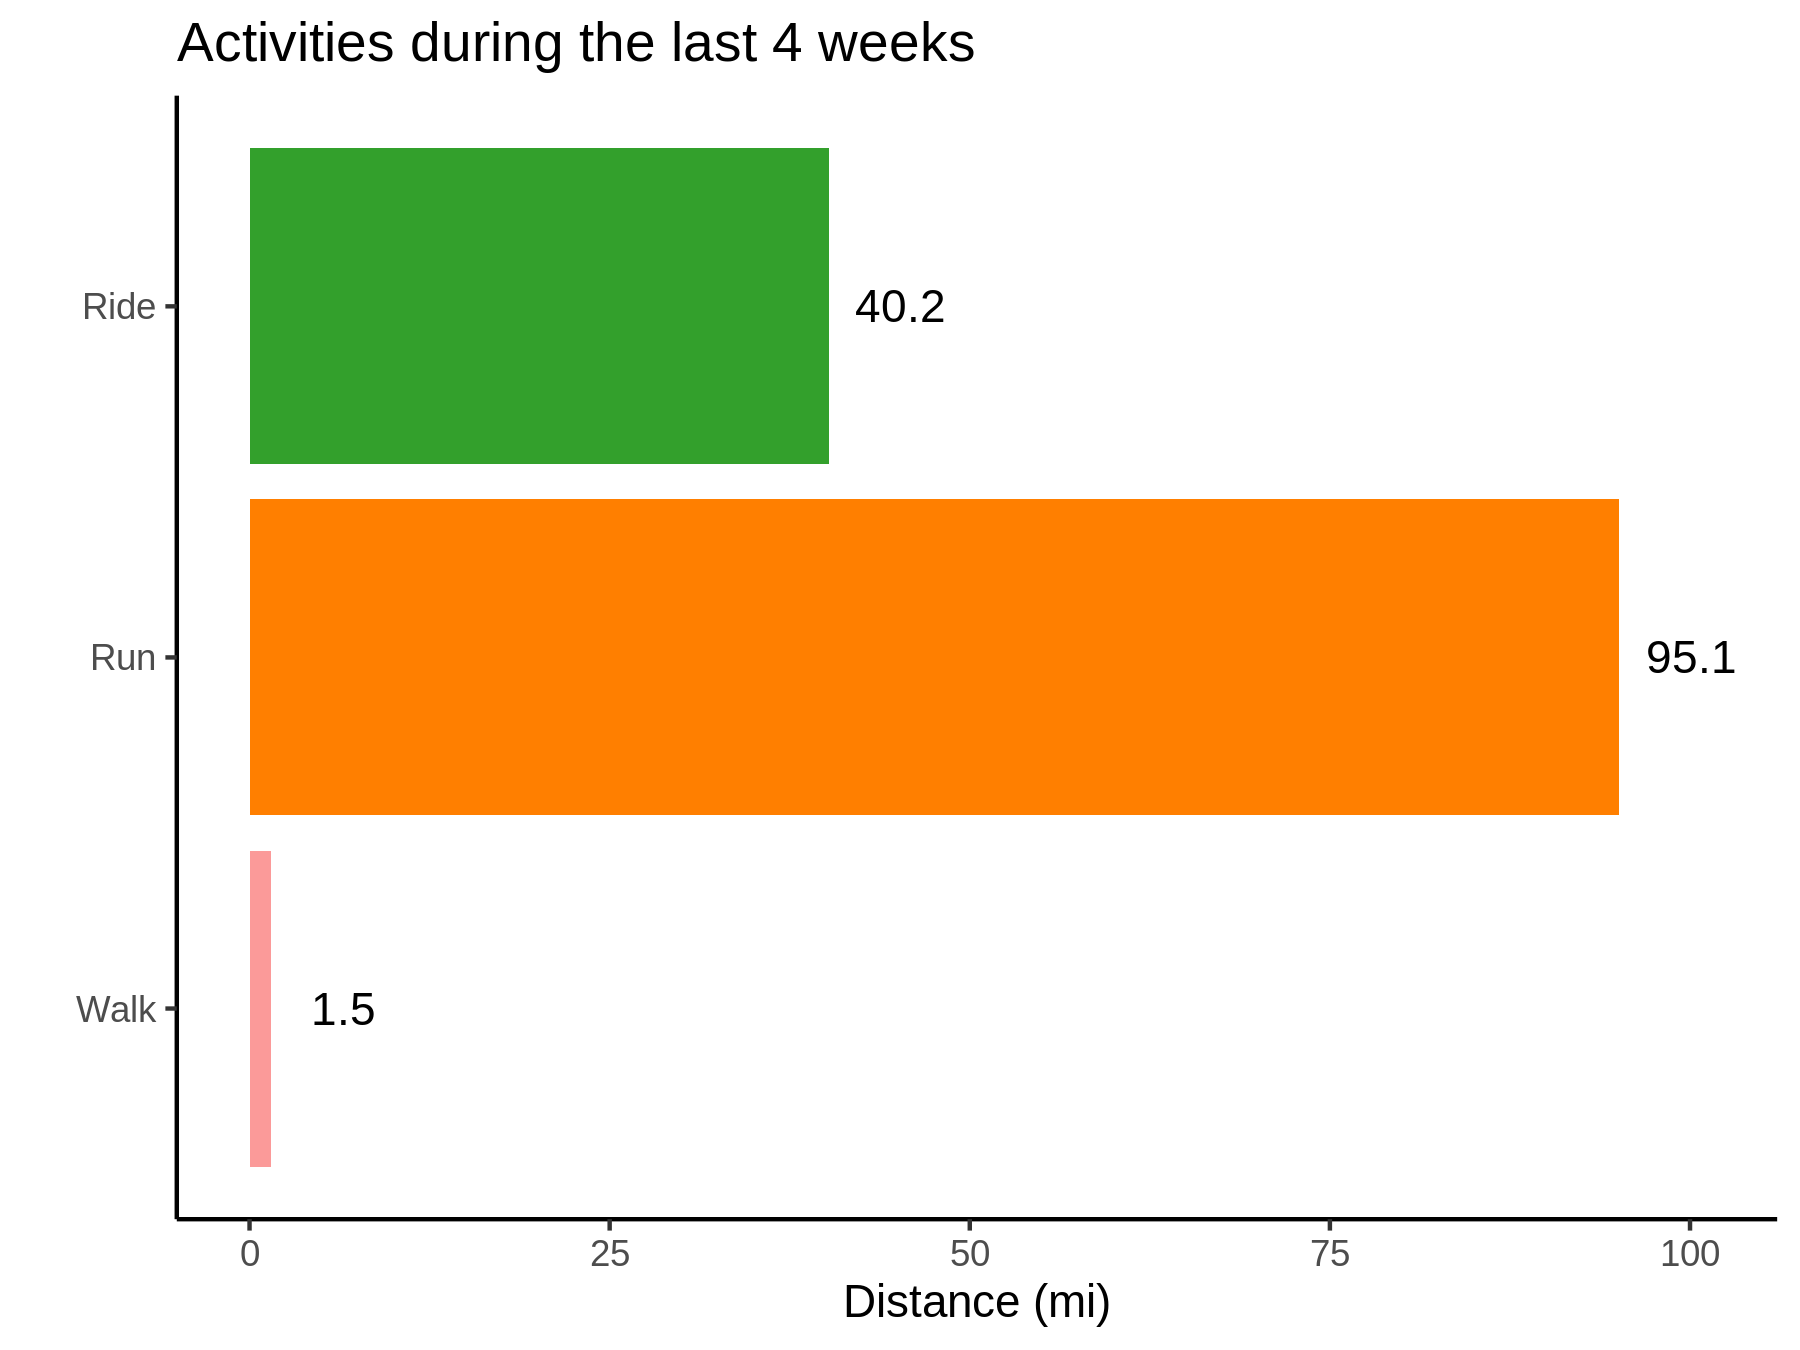 Activities during the last 4 weeks
Ride
40.2
Run
95.1
Walk
1.5
0 25 50 75 100
Distance (mi)